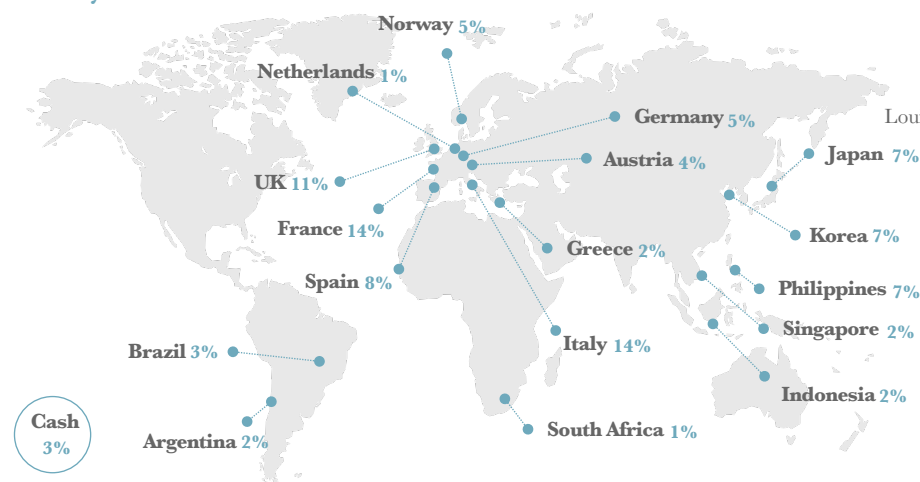 Norway 5%
Netherlands 1%
Germany 5%
Austria 4%
Japan 7%
UK 11%
France 14%
Korea 7%
Greece 2%
Spain 8%
Philippines 7%
Singapore 2%
Italy 14%
Brazil 3%
Indonesia 2%
Cash
3%
Argentina 2%
South Africa 1%